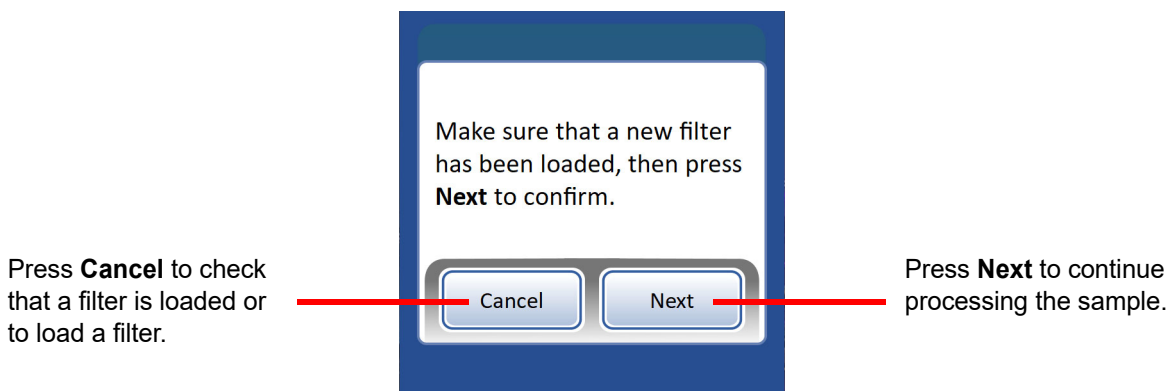 Make sure that a new filter
has been loaded, then press
Next to confirm.
Press Cancel to check
that a filter is loaded or
to load a filter.
Cancel
Next
Press Next to continue
processing the sample.